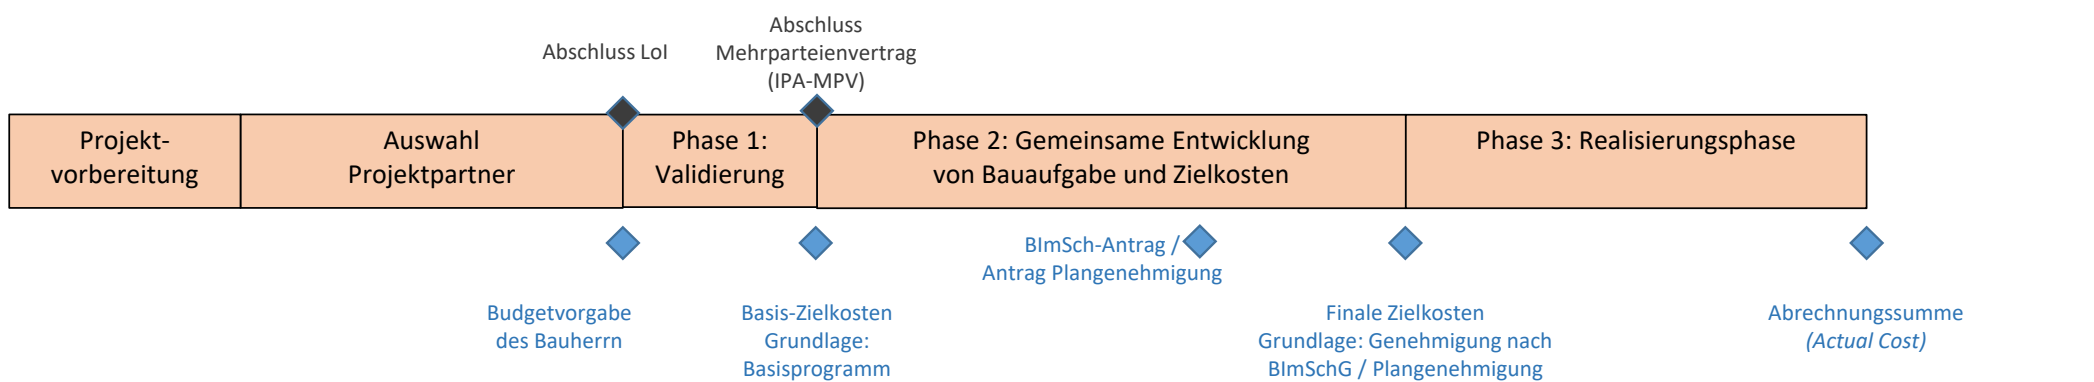 Abschluss LoI
Abschluss
Mehrparteienvertrag
(IPA-MPV)
Projekt-
vorbereitung
Auswahl
Projektpartner
Phase 1:
Validierung
Phase 2: Gemeinsame Entwicklung
von Bauaufgabe und Zielkosten
Phase 3: Realisierungsphase
BImSch-Antrag /
Antrag Plangenehmigung
Budgetvorgabe
des Bauherrn
Basis-Zielkosten
Grundlage:
Basisprogramm
Finale Zielkosten
Grundlage: Genehmigung nach
BImSchG / Plangenehmigung
Abrechnungssumme
(Actual Cost)